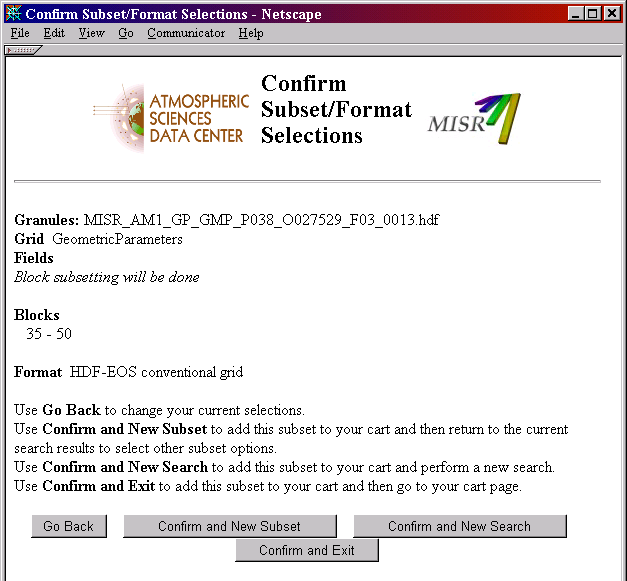 Confirm Subset/Format Selections - Netscape
File Edit View Go Communicator Help
ATMOSPHERIC
SCIENCES
DATA CENTER
Confirm
Subset/Format
Selections
MISR
Granules: MISR_AM1_GP_GMP_P038_O027529_F03_0013.hdf
Grid GeometricParameters
Fields
Block subsetting will be done
Blocks
35 - 50
Format HDF-EOS conventional grid
Use Go Back to change your current selections.
Use Confirm and New Subset to add this subset to your cart and then return to the current
search results to select other subset options.
Use Confirm and New Search to add this subset to your cart and perform a new search.
Use Confirm and Exit to add this subset to your cart and then go to your cart page.
Go Back Confirm and New Subset Confirm and New Search
Confirm and Exit